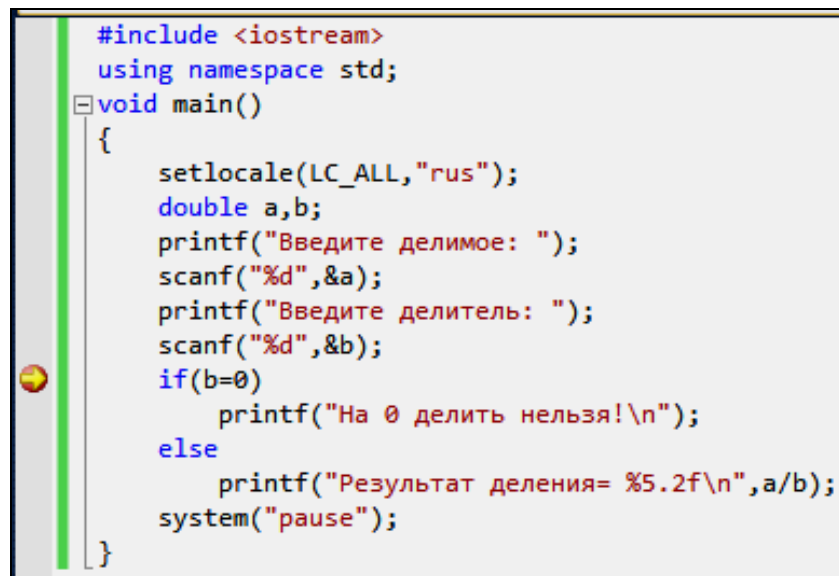 #include <iostream>
using namespace std;
void main()
{
setlocale(LC_ALL,"rus");
double a,b;
printf("Введите делимое: ");
scanf("%d",&a);
printf("Введите делитель: ");
scanf("%d",&b);
if(b=0)
printf("На 0 делить нельзя!\n");
else
printf("Результат деления= %5.2f\n",a/b);
system("pause");
}